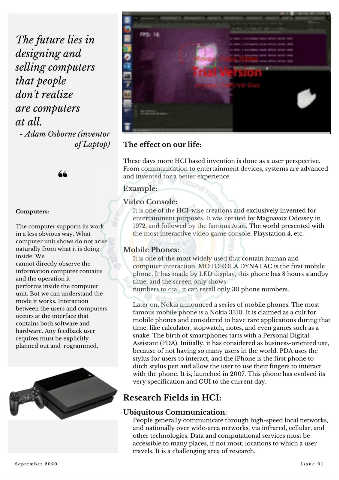 The future lies in
designing and
selling computers
that people
don't realize
are computers
at all.
- Adam Osborne (inventor
of Laptop)
“
Computers:
The computer supports its work
in a less obvious way. What
computer unit shows do not arise
naturally from what it is doing
inside. We
cannot directly observe the
information computer contains
and the operation it
performs inside the computer
unit. But we can understand the
mode it works. Interaction
between the users and computers
occurs at the interface that
contains both software and
hardware. Any feedback user
requires must be explicitly
planned out and programmed.
FPS: 16
Trial Version
The effect on our life:
These days more HCI based invention is done as a user perspective.
From communication to entertainment devices, systems are advanced
and invented for a better experience.
Example:
Video Console:
It is one of the HCI-wise creations and exclusively invented for
entertainment purposes. It was created for Magnavox Odyssey in
1972, and followed by the famous Atari. The world presented with
the most interactive video game console, Playstation 4, etc.
Mobile Phones:
It is one of the most widely used that contain human and
computer interaction. MOTOROLA DYNATAC is the first mobile
phone. It has made by LED display, this phone has 8 hours standby
time, and the screen only shows
numbers to dial, it can recall only 30 phone numbers.
Later on, Nokia announced a series of mobile phones. The most
famous mobile phone is a Nokia 3310. It is claimed as a cult for
mobile phones and considered to have rare applications during that
time, like calculator, stopwatch, notes, and even games such as a
snake. The birth of smartphones farts with a Personal Digital
Assistant (PDA). Initially, it has considered as business-oriented use,
because of not having so many users in the world. PDA uses the
stylus for users to interact, and the iPhone is the first phone to
ditch stylus pen and allow the user to use their fingers to interact
with the phone. It is, launched in 2007. This phone has evolved its
very specification and GUI to the current day.
Research Fields in HCI:
Ubiquitous Communication:
People generally communicate through high-speed local networks,
and nationally over wide-area networks, via infrared, cellular, and
other technologies. Data and computational services must be
accessible to many places, if not most, locations to which a user
travels. It is a challenging area of research.
September 2020